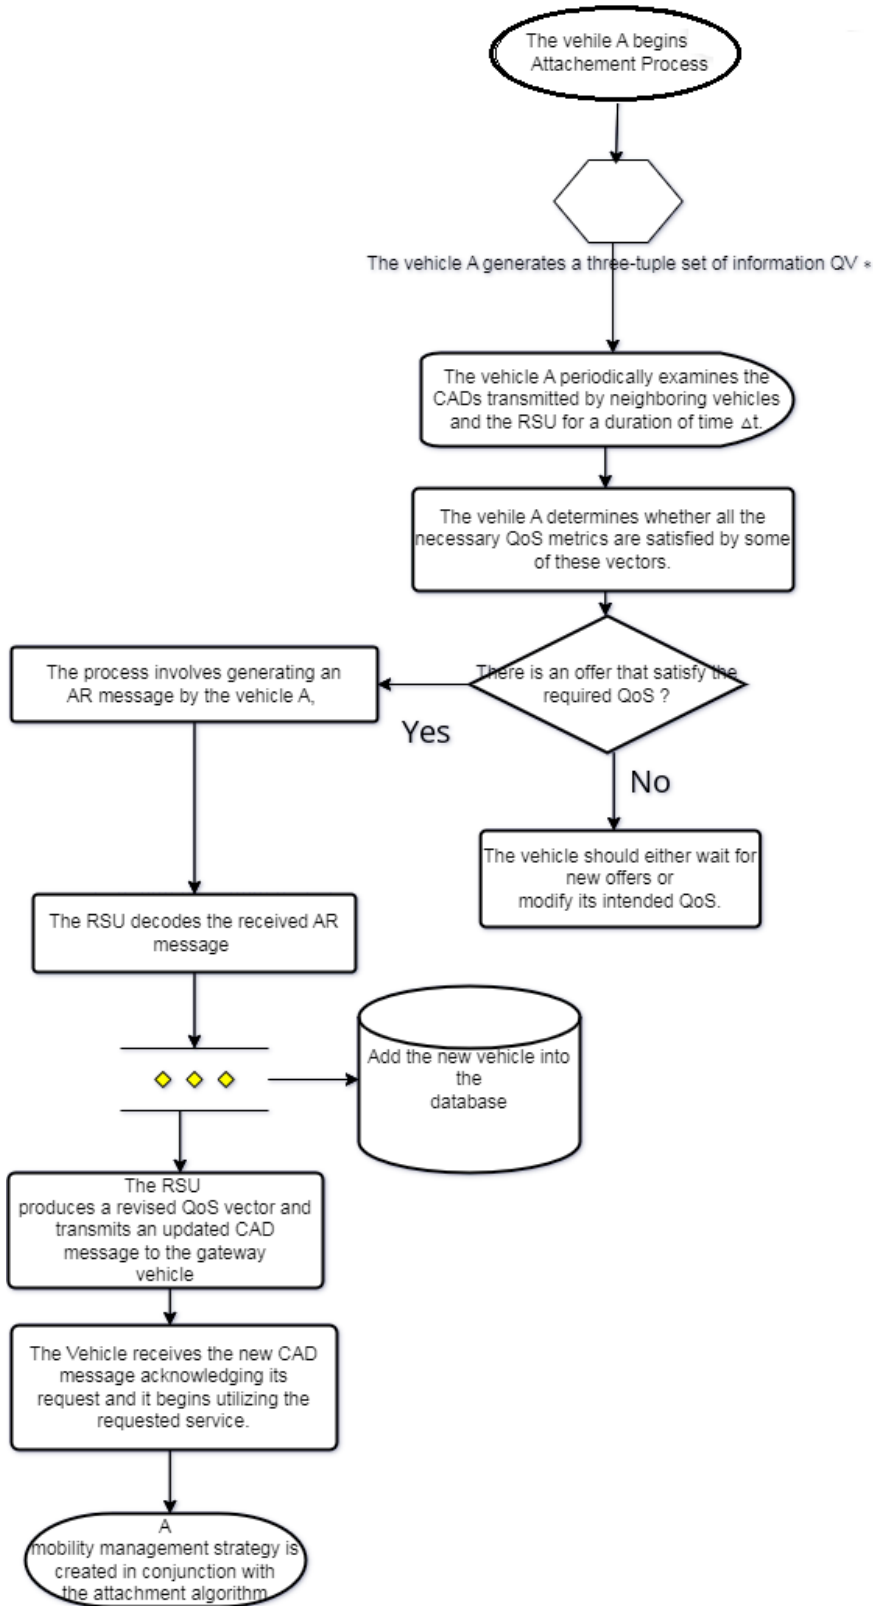 The vehile A begins
Attachement Process
The vehicle A generates a three-tuple set of information QV *
The vehicle A periodically examines the
CADs transmitted by neighboring vehicles
and the RSU for a duration of time Δt.
The vehile A determines whether all the
necessary QoS metrics are satisfied by some
of these vectors.
There is an offer that satisfy the
required QoS ?
The process involves generating an
AR message by the vehicle A,
Yes
No
The vehicle should either wait for
new offers or
modify its intended QoS.
The RSU decodes the received AR
message
Add the new vehicle into
the
database
The RSU
produces a revised QoS vector and
transmits an updated CAD
message to the gateway
vehicle
The Vehicle receives the new CAD
message acknowledging its
request and it begins utilizing the
requested service.
A
mobility management strategy is
created in conjunction with
the attachment algorithm